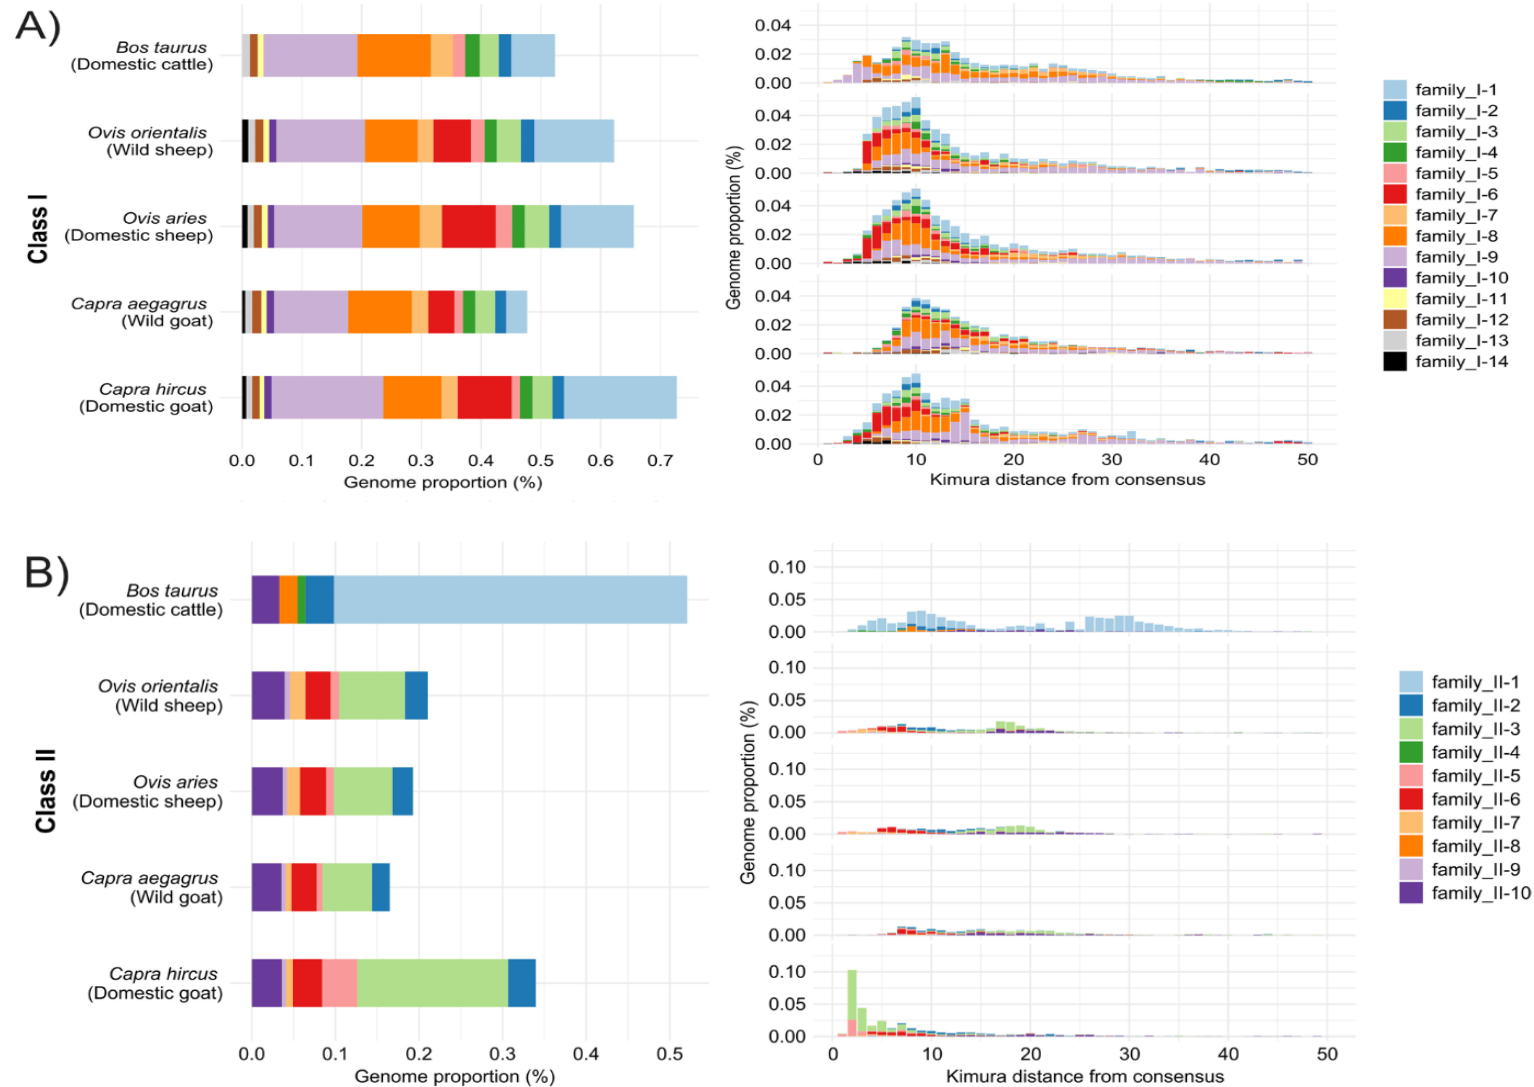 A)
Class I
Bos taurus
(Domestic cattle)
Ovis orientalis
(Wild sheep)
Ovis aries
(Domestic sheep)
Capra aegagrus
(Wild goat)
Capra hircus
(Domestic goat)
0.0 0.1 0.2 0.3 0.4 0.5 0.6 0.7
Genome proportion (%)
Genome proportion (%)
0.04
0.02
0.00
0.04
0.02
0.00
0.04
0.02
0.00
0.04
0.02
0.00
0.04
0.02
0.00
0 10 20 30 40 50
Kimura distance from consensus
family_I-1
family_I-2
family_I-3
family_I-4
family_I-5
family_I-6
family_I-7
family_I-8
family_I-9
family_I-10
family_I-11
family_I-12
family_I-13
family_I-14
B)
Class II
Bos taurus
(Domestic cattle)
Ovis orientalis
(Wild sheep)
Ovis aries
(Domestic sheep)
Capra aegagrus
(Wild goat)
Capra hircus
(Domestic goat)
0.0 0.1 0.2 0.3 0.4 0.5
Genome proportion (%)
Genome proportion (%)
0.10
0.05
0.00
0.10
0.05
0.00
0.10
0.05
0.00
0.10
0.05
0.00
0.10
0.05
0.00
0 10 20 30 40 50
Kimura distance from consensus
family_II-1
family_II-2
family_II-3
family_II-4
family_II-5
family_II-6
family_II-7
family_II-8
family_II-9
family_II-10